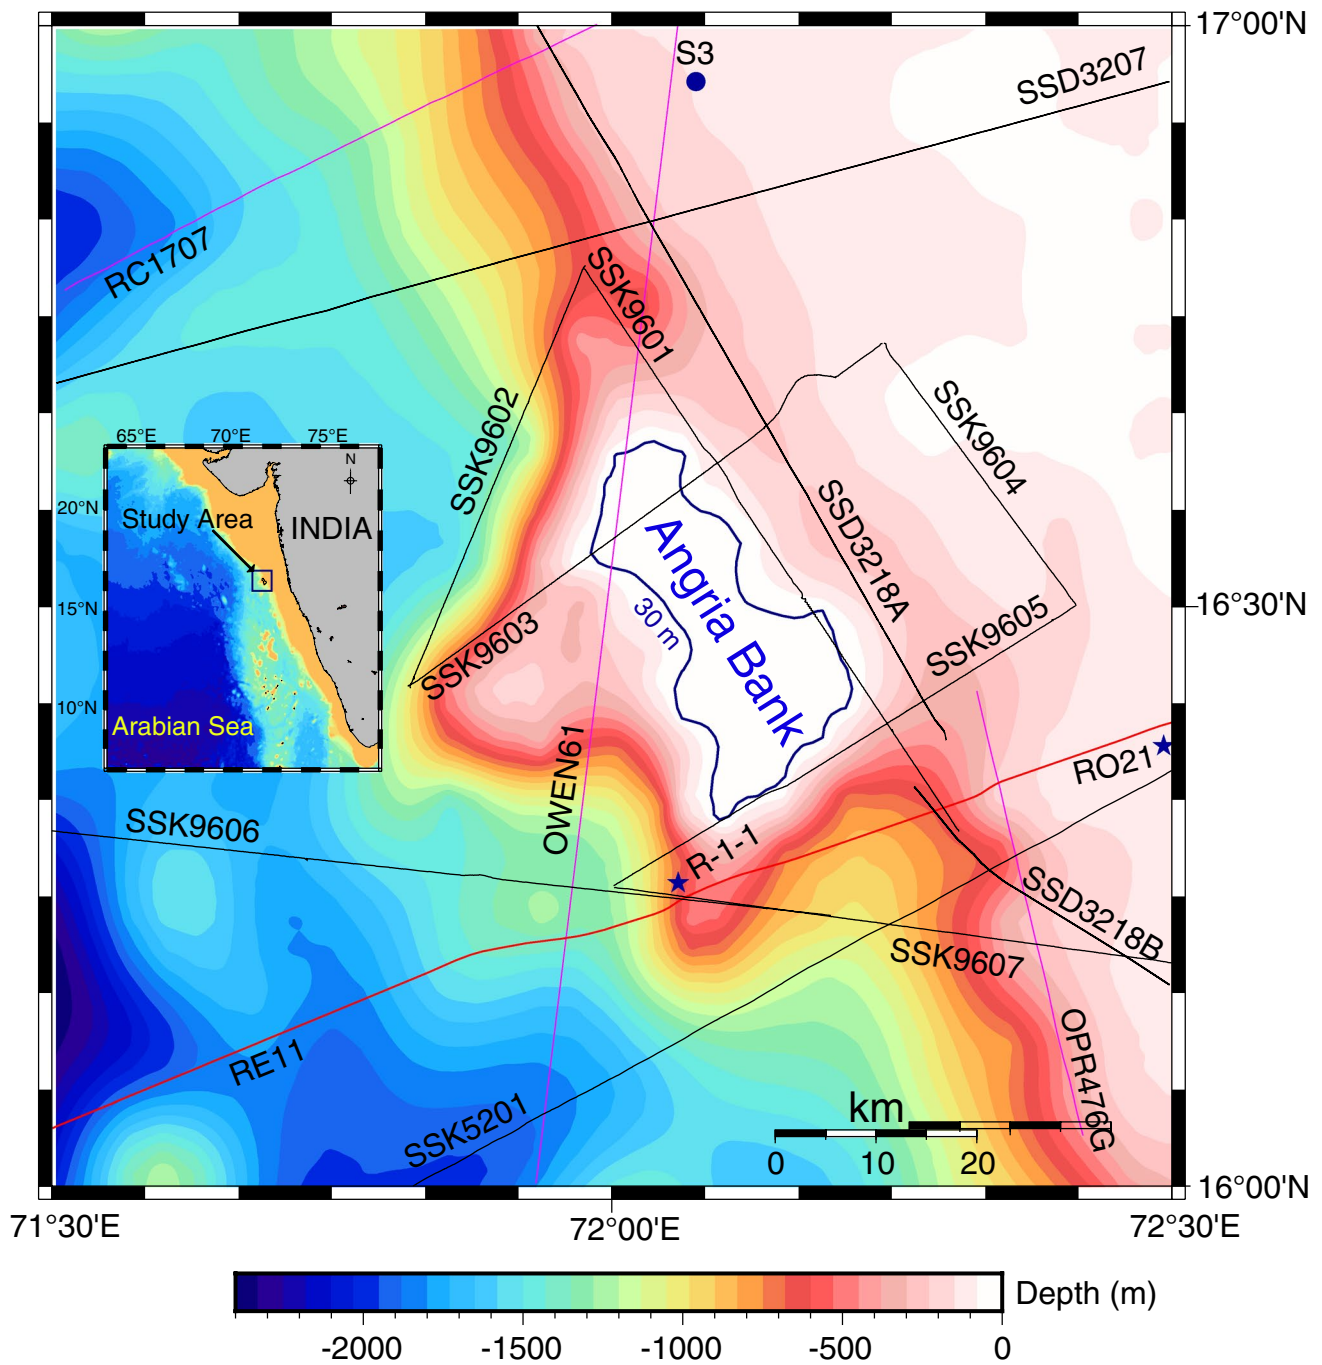 17°00'N
S3
SSD3207
RC1707
SSK9601
SSK9602
SSK9604
65°E
70°E
75°E
N
20°N
Study Area
INDIA
15°N
10°N
Arabian Sea
SSD3218A
Angria Bank
30 m
16°30'N
SSK9603
SSK9605
OWEN61
RO21
SSK9606
R-1-1
SSD3218B
SSK9607
RE11
OPR476G
SSK5201
km
0
10
20
16°00'N
71°30'E
72°00'E
72°30'E
Depth (m)
-2000
-1500
-1000
-500
0